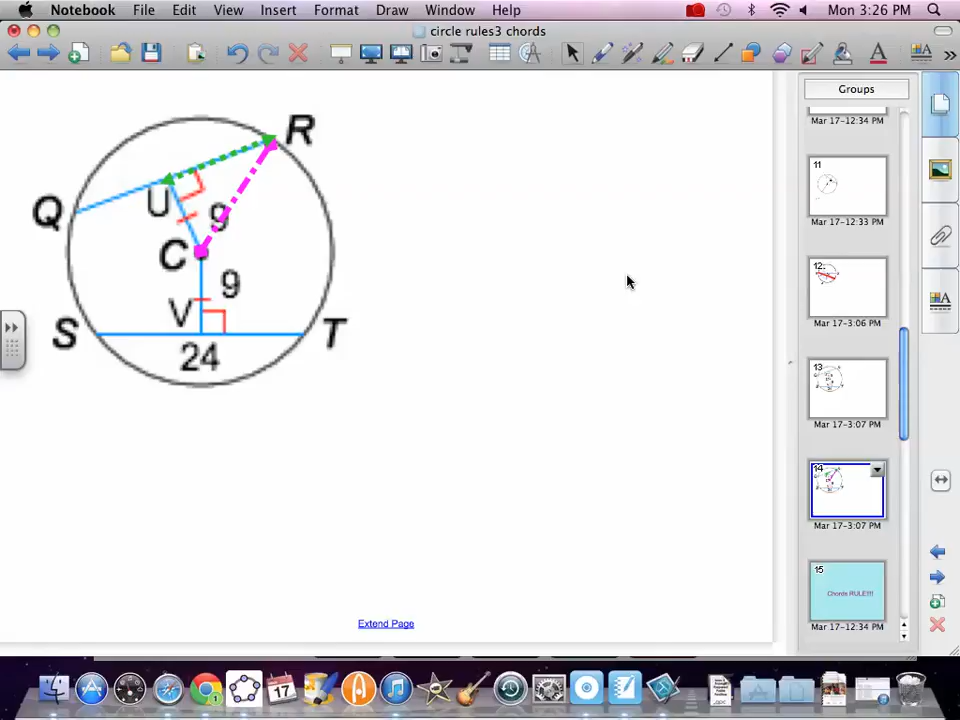 Notebook File Edit View Insert Format Draw Window Help Mon 3:26 PM
circle rules3 chords
Groups
Mar 17-12:34 PM
11
Mar 17-12:33 PM
12
Mar 17-3:06 PM
13
Mar 17-3:07 PM
14
Mar 17-3:07 PM
15
Chords RULE!!!!
Mar 17-12:34 PM
R
Q
U
9
C
9
V
S
T
24
Extend Page
17